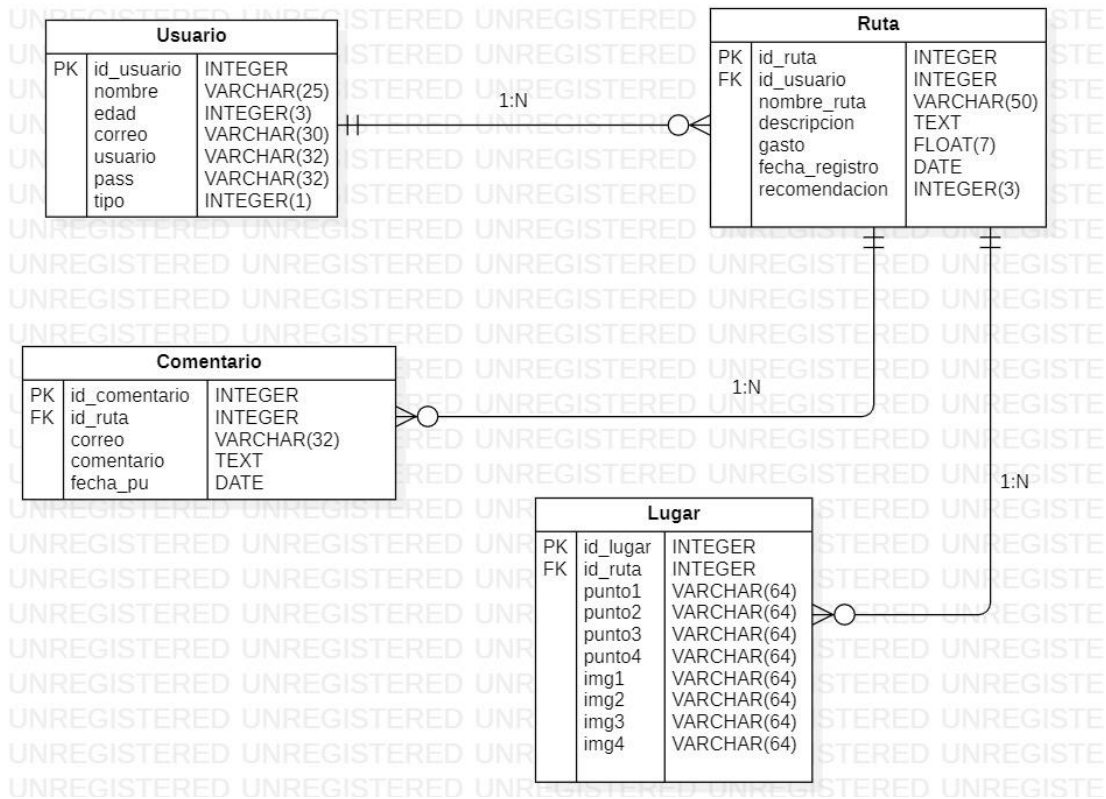 Usuario
PK id_usuario INTEGER
nombre VARCHAR(25)
edad INTEGER(3)
correo VARCHAR(30)
usuario VARCHAR(32)
pass VARCHAR(32)
tipo INTEGER(1)
1:N
Ruta
PK id_ruta INTEGER
FK id_usuario INTEGER
nombre_ruta VARCHAR(50)
descripcion TEXT
gasto FLOAT(7)
fecha_registro DATE
recomendacion INTEGER(3)
Comentario
PK id_comentario INTEGER
FK id_ruta INTEGER
correo VARCHAR(32)
comentario TEXT
fecha_pu DATE
1:N
1:N
Lugar
PK id_lugar INTEGER
FK id_ruta INTEGER
punto1 VARCHAR(64)
punto2 VARCHAR(64)
punto3 VARCHAR(64)
punto4 VARCHAR(64)
img1 VARCHAR(64)
img2 VARCHAR(64)
img3 VARCHAR(64)
img4 VARCHAR(64)
UNREGISTERED